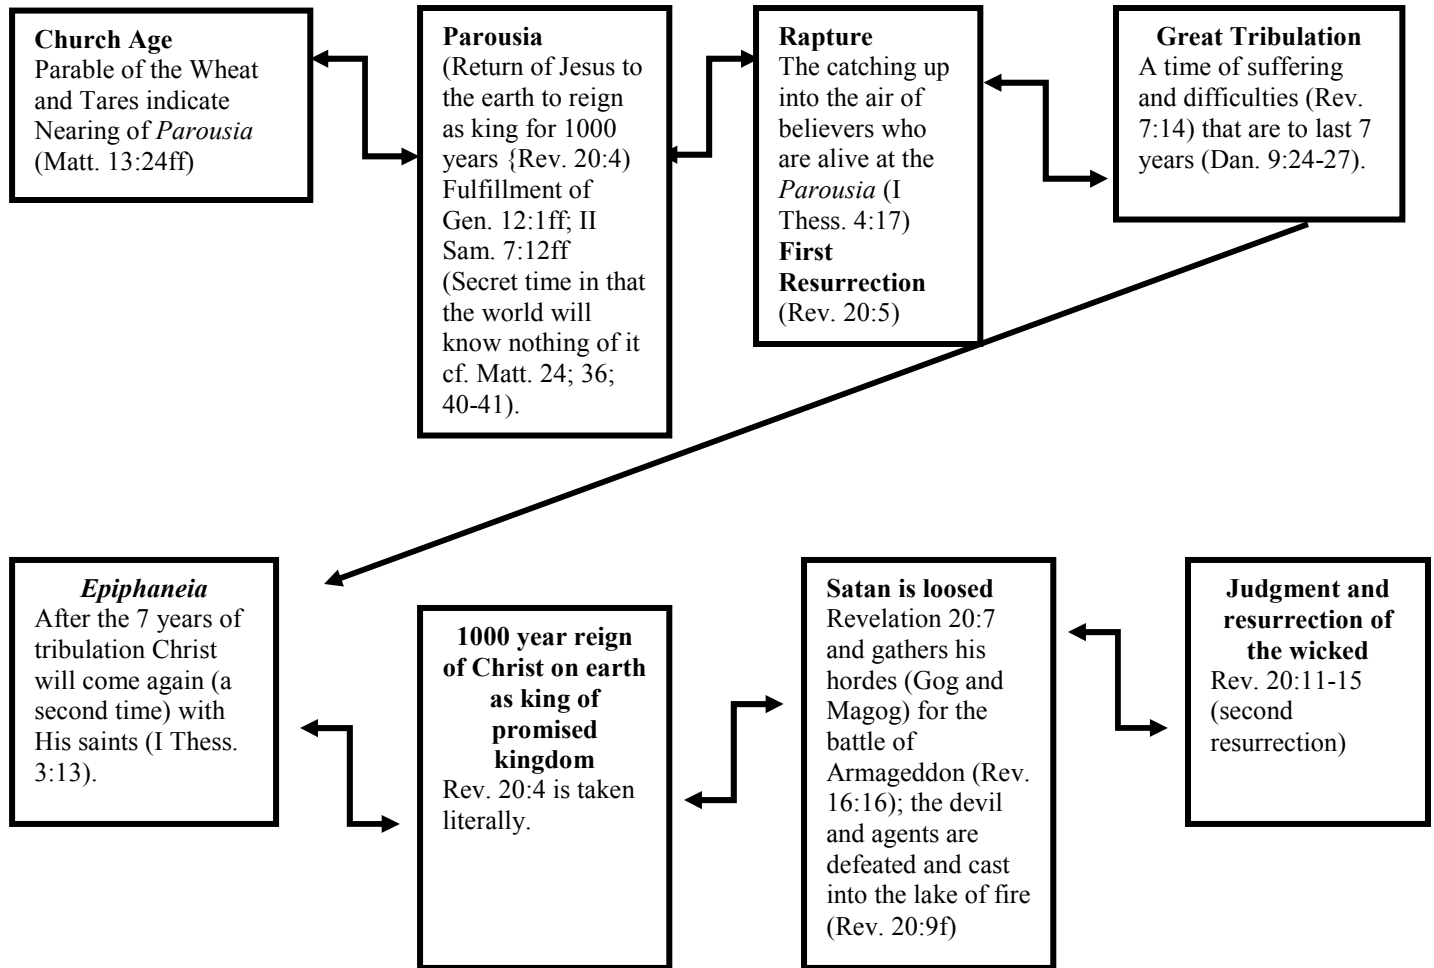 Church Age
Parable of the Wheat
and Tares indicate
Nearing of Parousia
(Matt. 13:24ff)
Parousia
(Return of Jesus to
the earth to reign
as king for 1000
years {Rev. 20:4)
Fulfillment of
Gen. 12:1ff; II
Sam. 7:12ff
(Secret time in that
the world will
know nothing of it
cf. Matt. 24; 36;
40-41).
Rapture
The catching up
into the air of
believers who
are alive at the
Parousia (I
Thess. 4:17)
First
Resurrection
(Rev. 20:5)
Great Tribulation
A time of suffering
and difficulties (Rev.
7:14) that are to last 7
years (Dan. 9:24-27).
Epiphaneia
After the 7 years of
tribulation Christ
will come again (a
second time) with
His saints (I Thess.
3:13).
1000 year reign
of Christ on earth
as king of
promised
kingdom
Rev. 20:4 is taken
literally.
Satan is loosed
Revelation 20:7
and gathers his
hordes (Gog and
Magog) for the
battle of
Armageddon (Rev.
16:16); the devil
and agents are
defeated and cast
into the lake of fire
(Rev. 20:9f)
Judgment and
resurrection of
the wicked
Rev. 20:11-15
(second
resurrection)